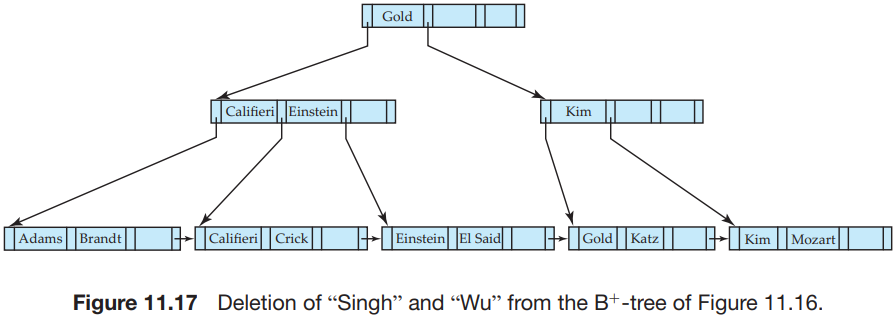 Gold
Califieri Einstein
Kim
Adams Brandt
Califieri Crick
Einstein El Said
Gold Katz
Kim Mozart
Figure 11.17 Deletion of “Singh” and “Wu” from the B+-tree of Figure 11.16.